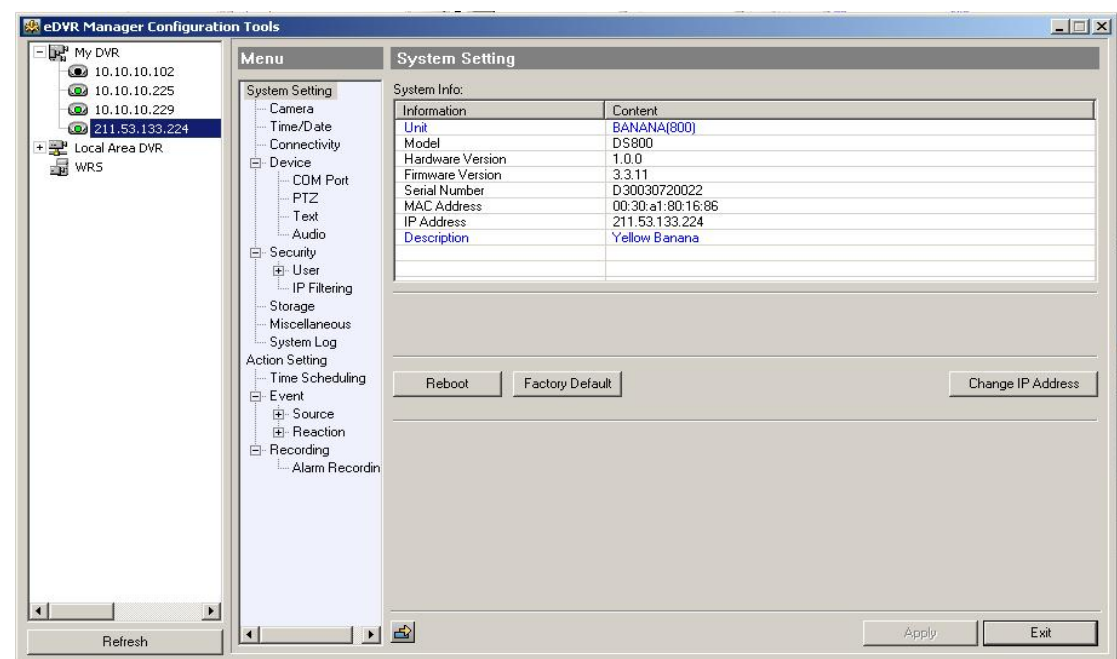 eDVR Manager Configuration Tools
My DVR
10.10.10.102
10.10.10.225
10.10.10.229
211.53.133.224
Local Area DVR
WRS
Refresh
Menu
System Setting
Camera
Time/Date
Connectivity
Device
COM Port
PTZ
Text
Audio
Security
User
IP Filtering
Storage
Miscellaneous
System Log
Action Setting
Time Scheduling
Event
Source
Reaction
Recording
Alarm Recordin
System Setting
System Info:
Information Content
Unit BANANA(800)
Model DS800
Hardware Version 1.0.0
Firmware Version 3.3.11
Serial Number D30030720022
MAC Address 00:30:a1:80:16:86
IP Address 211.53.133.224
Description Yellow Banana
Reboot Factory Default Change IP Address
Apply Exit